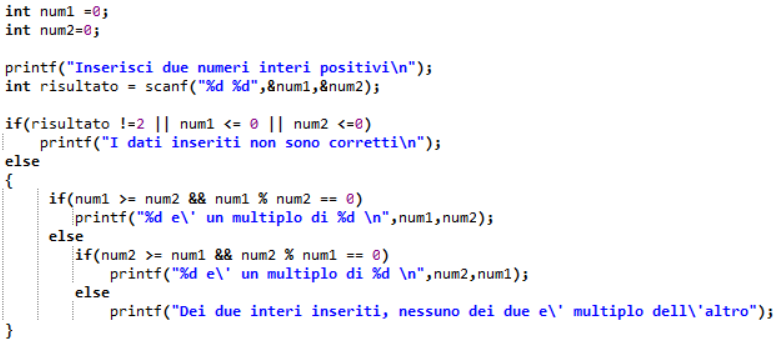 int num1 =0;
int num2=0;
printf("Inserisci due numeri interi positivi\n");
int risultato = scanf("%d %d",&num1,&num2);
if(risultato !=2 || num1 <= 0 || num2 <=0)
printf("I dati inseriti non sono corretti\n");
else
{
if(num1 >= num2 && num1 % num2 == 0)
printf("%d e\' un multiplo di %d \n",num1,num2);
else
if(num2 >= num1 && num2 % num1 == 0)
printf("%d e\' un multiplo di %d \n",num2,num1);
else
printf("Dei due interi inseriti, nessuno dei due e\' multiplo dell\'altro");
}